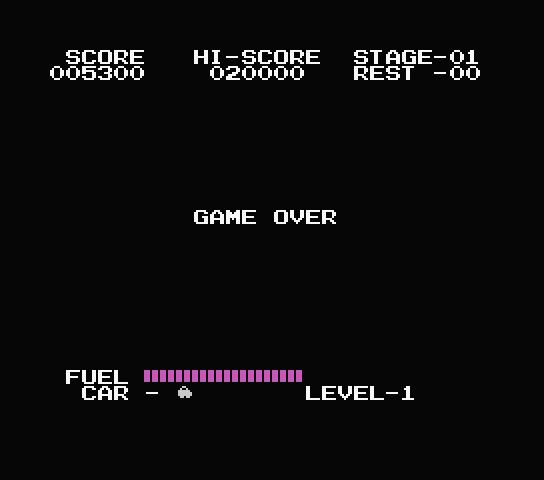 SCORE HI-SCORE STAGE-01
005300 020000 REST -00
GAME OVER
FUEL
CAR - LEVEL-1